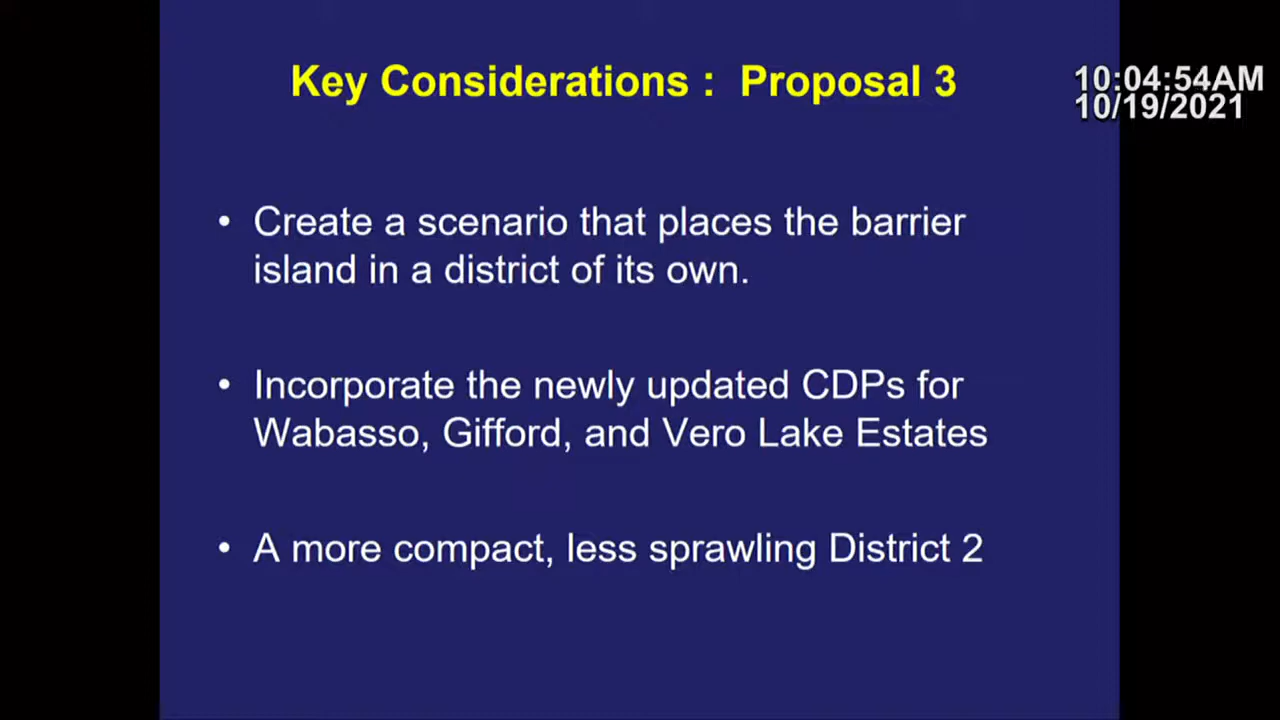 Key Considerations :  Proposal 3
10:04:54AM
10/19/2021
• Create a scenario that places the barrier
island in a district of its own.
• Incorporate the newly updated CDPs for
Wabasso, Gifford, and Vero Lake Estates
• A more compact, less sprawling District 2